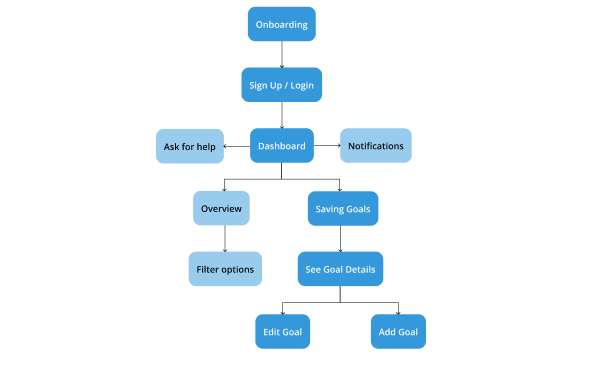 Onboarding
Sign Up / Login
Ask for help
Dashboard
Notifications
Overview
Saving Goals
Filter options
See Goal Details
Edit Goal
Add Goal